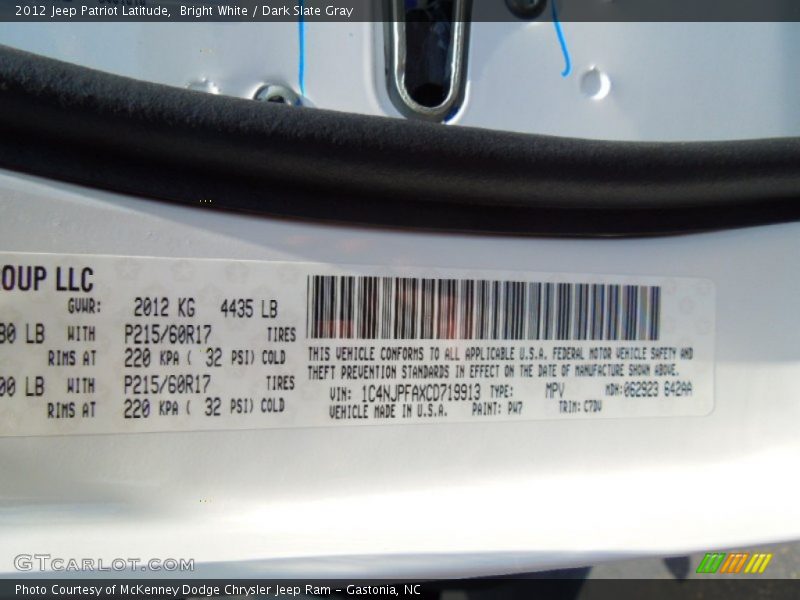 2012 Jeep Patriot Latitude, Bright White / Dark Slate Gray
OUP LLC
GVWR: 2012 KG 4435 LB
80 LB WITH P215/60R17 TIRES
RIMS AT 220 KPA ( 32 PSI) COLD
00 LB WITH P215/60R17 TIRES
RIMS AT 220 KPA ( 32 PSI) COLD
THIS VEHICLE CONFORMS TO ALL APPLICABLE U.S.A. FEDERAL MOTOR VEHICLE SAFETY AND
THEFT PREVENTION STANDARDS IN EFFECT ON THE DATE OF MANUFACTURE SHOWN ABOVE.
VIN: 1C4NJPFAXCD719913 TYPE: MPV MDH:062923 642AA
VEHICLE MADE IN U.S.A. PAINT: PW7 TRIM: C7DV
GTCARLOT.COM
Photo Courtesy of McKenney Dodge Chrysler Jeep Ram - Gastonia, NC